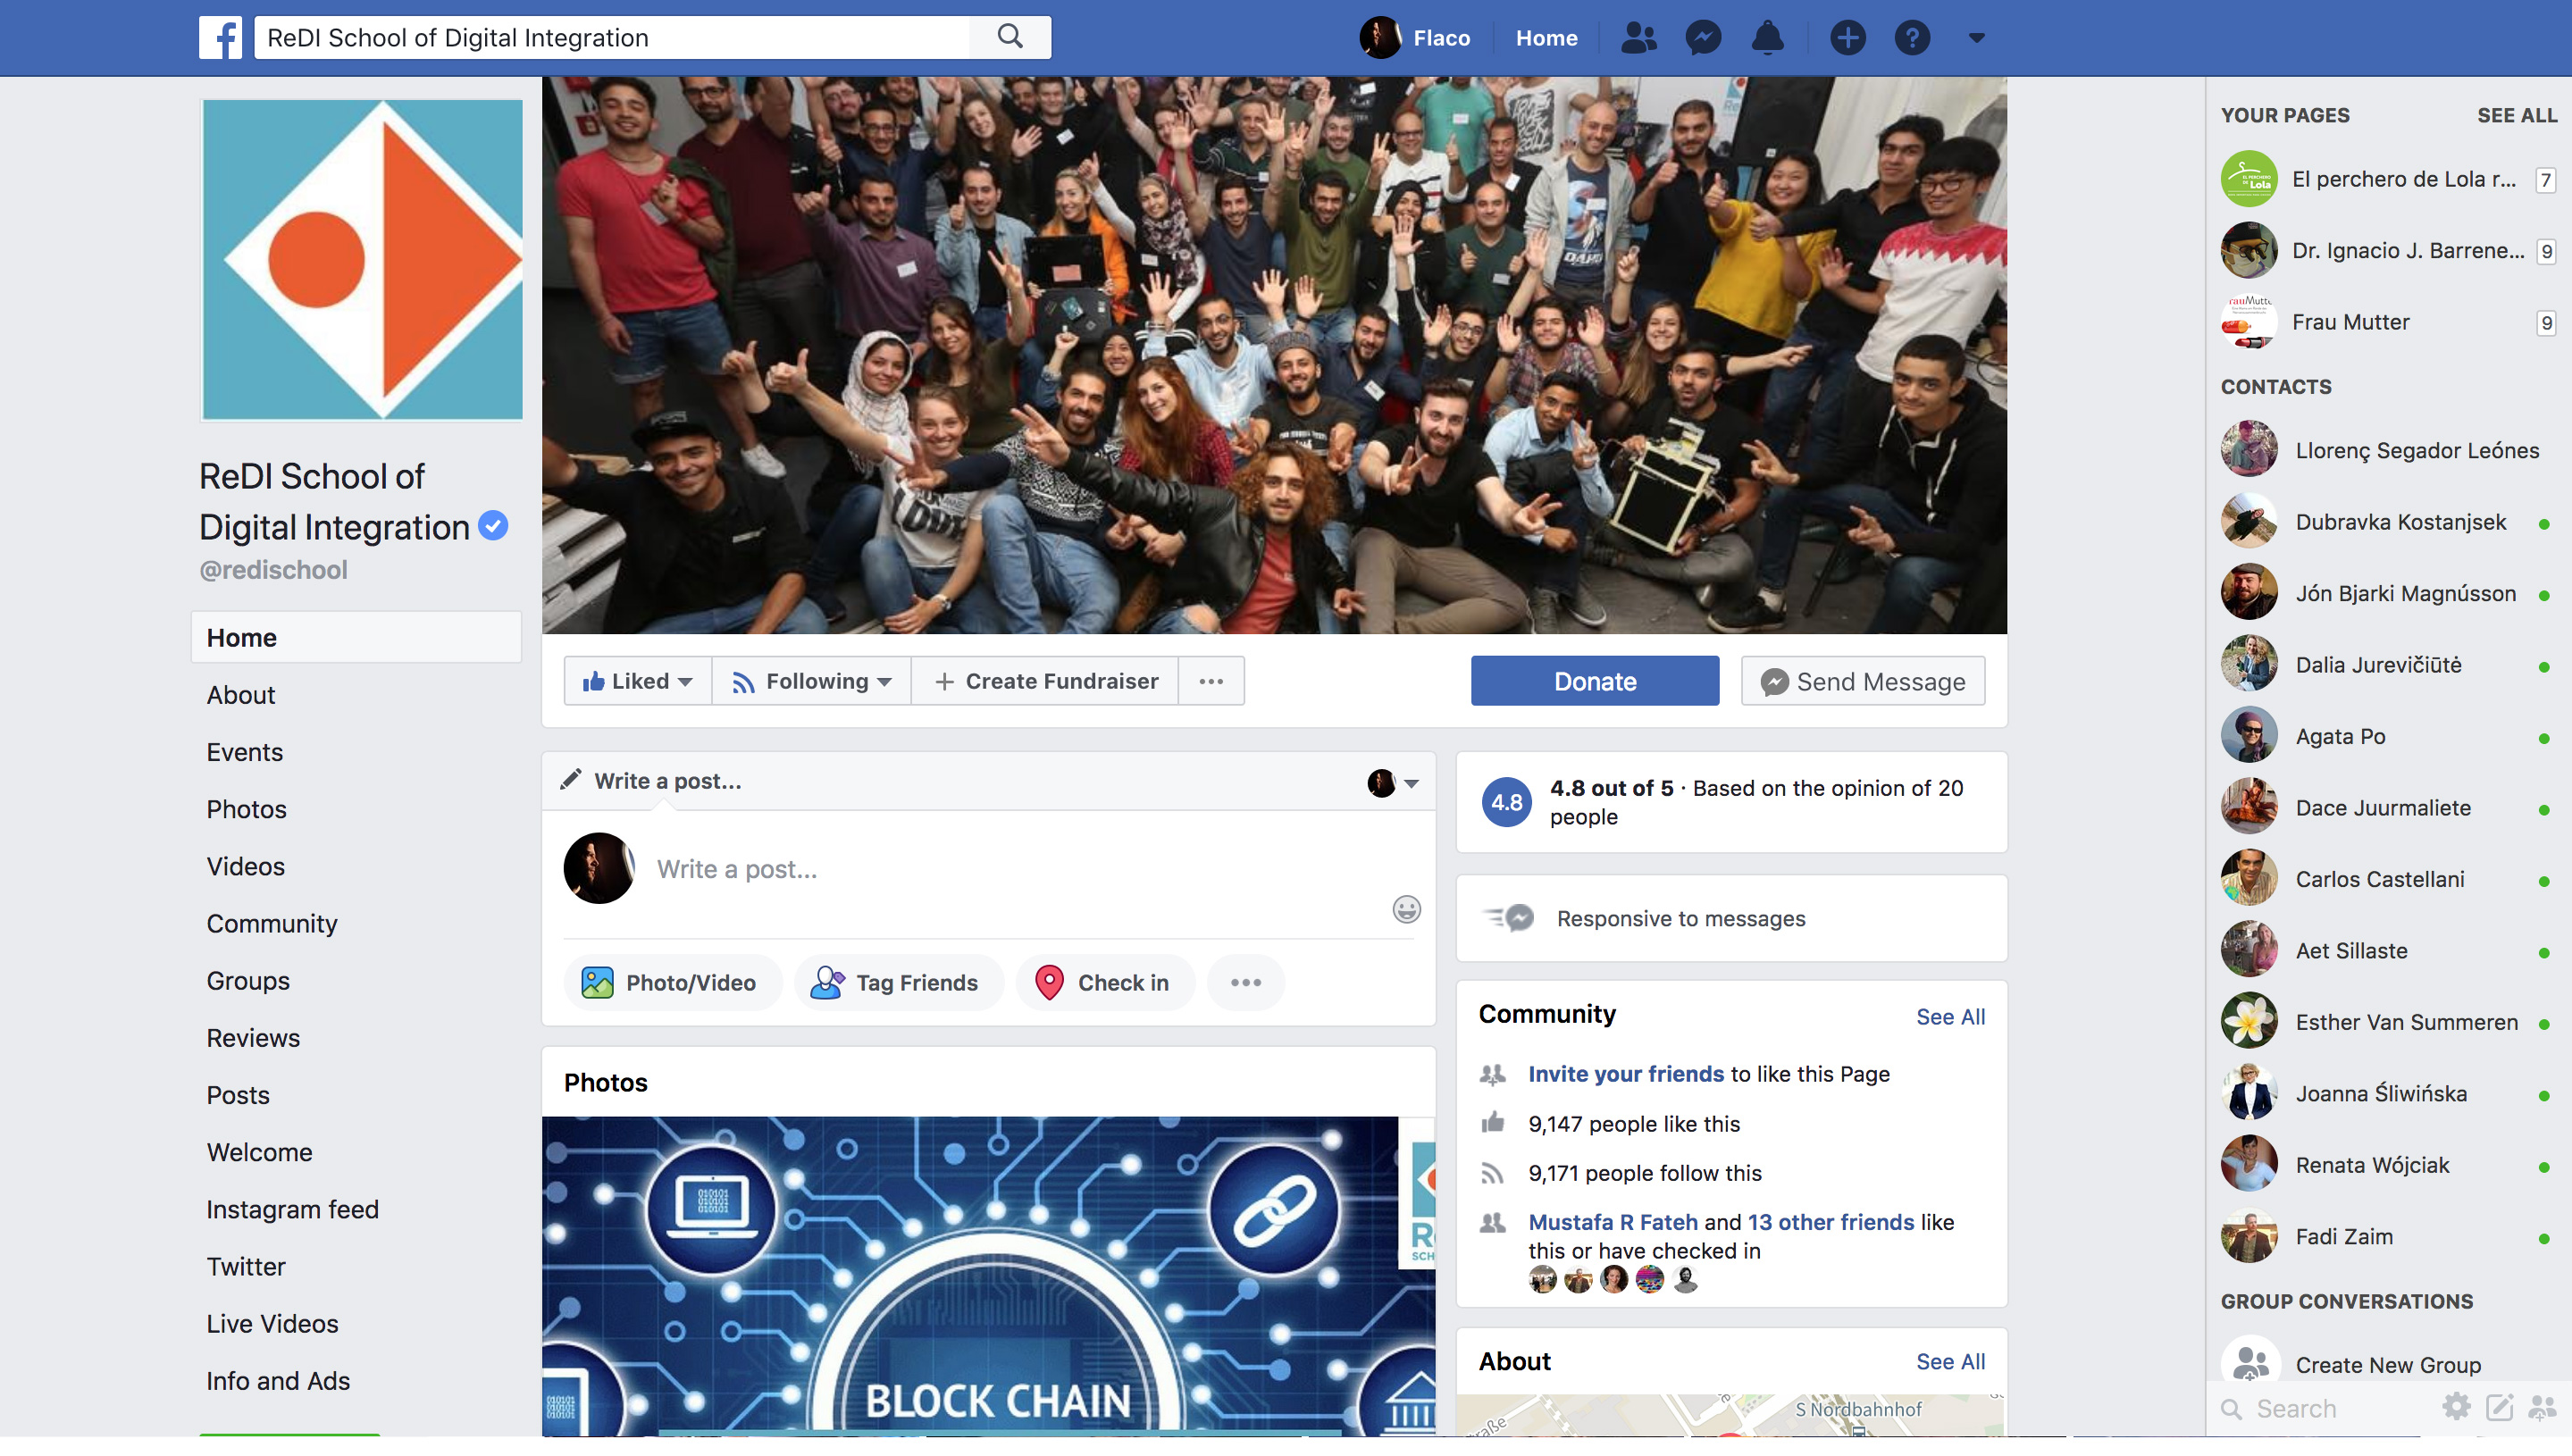 ReDI School of Digital Integration
Flaco
Home
ReDI School of
Digital Integration
@redischool
Home
About
Events
Photos
Videos
Community
Groups
Reviews
Posts
Welcome
Instagram feed
Twitter
Live Videos
Info and Ads
Liked
Following
Create Fundraiser
Donate
Send Message
Write a post...
Write a post...
Photo/Video
Tag Friends
Check in
Photos
BLOCK CHAIN
4.8
4.8 out of 5 · Based on the opinion of 20
people
Responsive to messages
Community
See All
Invite your friends to like this Page
9,147 people like this
9,171 people follow this
Mustafa R Fateh and 13 other friends like
this or have checked in
About
See All
S Nordbahnhof
YOUR PAGES
SEE ALL
El perchero de Lola r...
7
Dr. Ignacio J. Barrene...
9
Frau Mutter
9
CONTACTS
Llorenç Segador Leónes
Dubravka Kostanjsek
Jón Bjarki Magnússon
Dalia Jurevičiūtė
Agata Po
Dace Juurmaliete
Carlos Castellani
Aet Sillaste
Esther Van Summeren
Joanna Śliwińska
Renata Wójciak
Fadi Zaim
GROUP CONVERSATIONS
Create New Group
Search